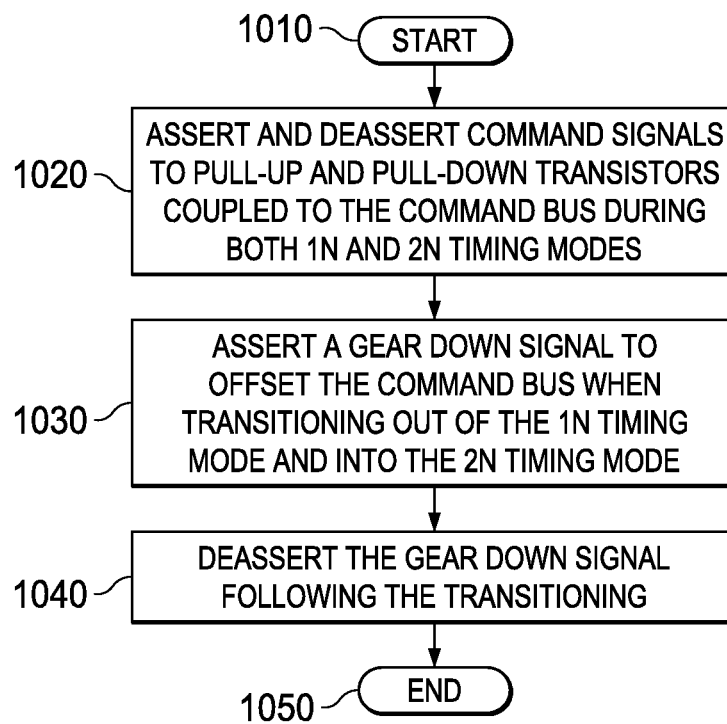 1010
START
1020
ASSERT AND DEASSERT COMMAND SIGNALS
TO PULL-UP AND PULL-DOWN TRANSISTORS
COUPLED TO THE COMMAND BUS DURING
BOTH 1N AND 2N TIMING MODES
1030
ASSERT A GEAR DOWN SIGNAL TO
OFFSET THE COMMAND BUS WHEN
TRANSITIONING OUT OF THE 1N TIMING
MODE AND INTO THE 2N TIMING MODE
1040
DEASSERT THE GEAR DOWN SIGNAL
FOLLOWING THE TRANSITIONING
1050
END